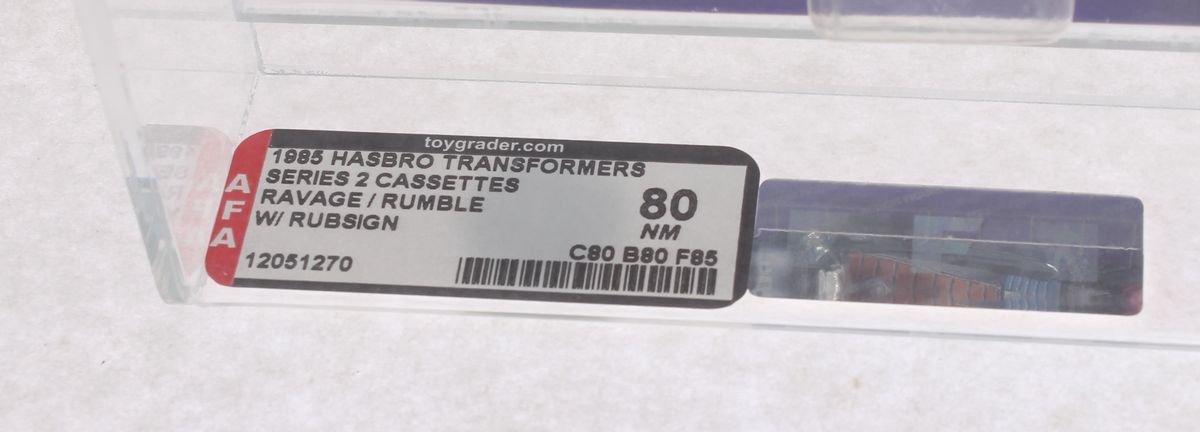 toygrader.com
1985 HASBRO TRANSFORMERS
SERIES 2 CASSETTES
RAVAGE / RUMBLE
W/ RUBSIGN
80
NM
C80 B80 F85
12051270
AFA